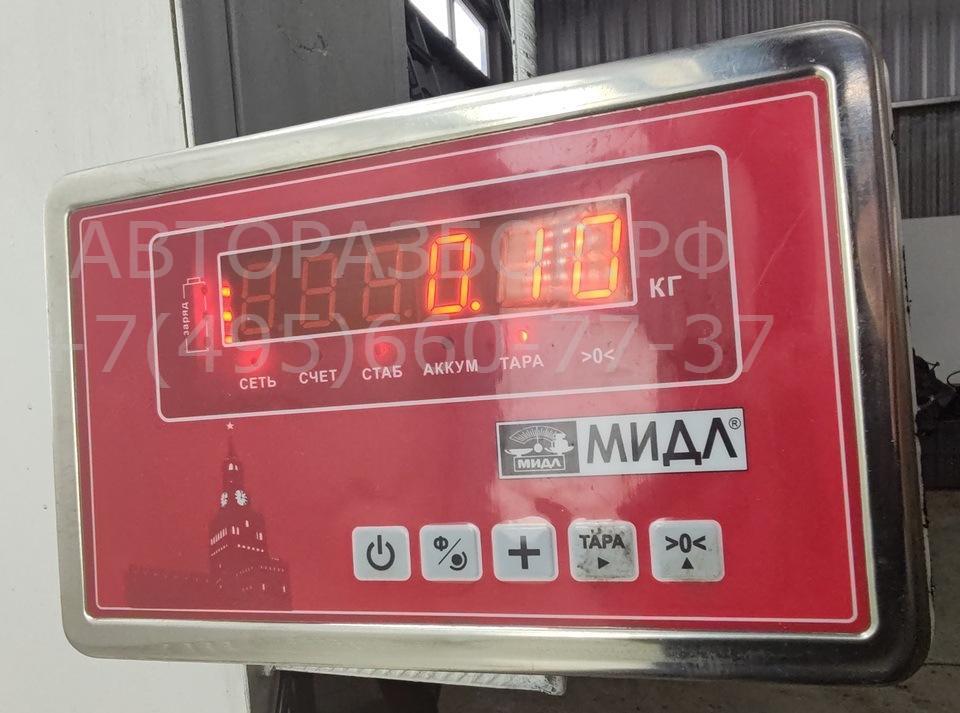 АВТОРАЗБОР.РФ
+7(495)660-77-37
заряд
0.10
КГ
СЕТЬ СЧЕТ СТАБ АККУМ ТАРА >0<
МИДЛ МИДЛ®
Ф + ТАРА >0<